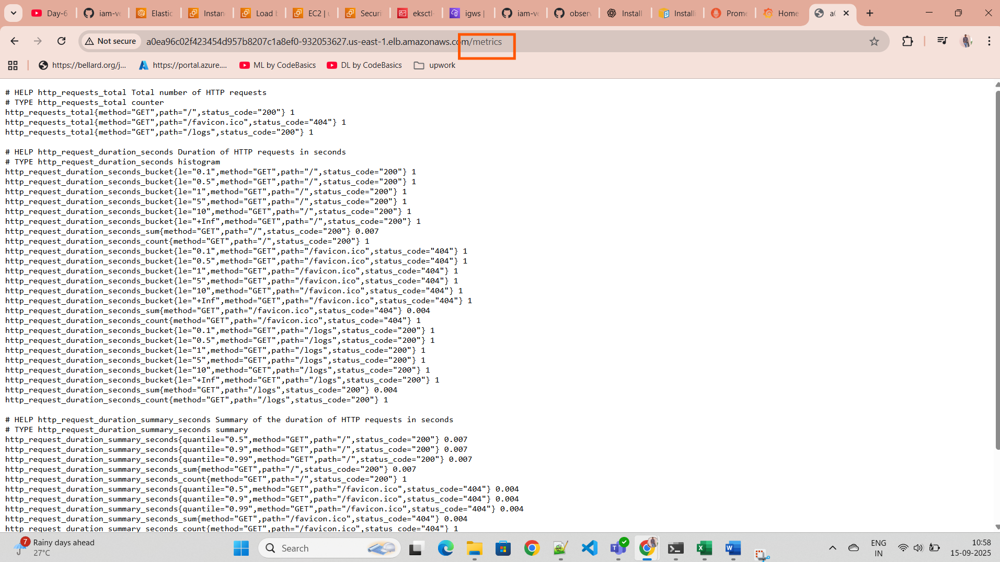 Day-6
iam-ve
Elastic
Instan
Load b
EC2 | u
Securi
eksctl-
igws |
iam-ve
observ
Install
Installi
Prome
Home
a0
Not secure
a0ea96c02f423454d957b8207c1a8ef0-932053627.us-east-1.elb.amazonaws.com/metrics
https://bellard.org/j...
https://portal.azure....
ML by CodeBasics
DL by CodeBasics
upwork
# HELP http_requests_total Total number of HTTP requests
# TYPE http_requests_total counter
http_requests_total{method="GET",path="/",status_code="200"} 1
http_requests_total{method="GET",path="/favicon.ico",status_code="404"} 1
http_requests_total{method="GET",path="/logs",status_code="200"} 1
# HELP http_request_duration_seconds Duration of HTTP requests in seconds
# TYPE http_request_duration_seconds histogram
http_request_duration_seconds_bucket{le="0.1",method="GET",path="/",status_code="200"} 1
http_request_duration_seconds_bucket{le="0.5",method="GET",path="/",status_code="200"} 1
http_request_duration_seconds_bucket{le="1",method="GET",path="/",status_code="200"} 1
http_request_duration_seconds_bucket{le="5",method="GET",path="/",status_code="200"} 1
http_request_duration_seconds_bucket{le="10",method="GET",path="/",status_code="200"} 1
http_request_duration_seconds_bucket{le="+Inf",method="GET",path="/",status_code="200"} 1
http_request_duration_seconds_sum{method="GET",path="/",status_code="200"} 0.007
http_request_duration_seconds_count{method="GET",path="/",status_code="200"} 1
http_request_duration_seconds_bucket{le="0.1",method="GET",path="/favicon.ico",status_code="404"} 1
http_request_duration_seconds_bucket{le="0.5",method="GET",path="/favicon.ico",status_code="404"} 1
http_request_duration_seconds_bucket{le="1",method="GET",path="/favicon.ico",status_code="404"} 1
http_request_duration_seconds_bucket{le="5",method="GET",path="/favicon.ico",status_code="404"} 1
http_request_duration_seconds_bucket{le="10",method="GET",path="/favicon.ico",status_code="404"} 1
http_request_duration_seconds_bucket{le="+Inf",method="GET",path="/favicon.ico",status_code="404"} 1
http_request_duration_seconds_sum{method="GET",path="/favicon.ico",status_code="404"} 0.004
http_request_duration_seconds_count{method="GET",path="/favicon.ico",status_code="404"} 1
http_request_duration_seconds_bucket{le="0.1",method="GET",path="/logs",status_code="200"} 1
http_request_duration_seconds_bucket{le="0.5",method="GET",path="/logs",status_code="200"} 1
http_request_duration_seconds_bucket{le="1",method="GET",path="/logs",status_code="200"} 1
http_request_duration_seconds_bucket{le="5",method="GET",path="/logs",status_code="200"} 1
http_request_duration_seconds_bucket{le="10",method="GET",path="/logs",status_code="200"} 1
http_request_duration_seconds_bucket{le="+Inf",method="GET",path="/logs",status_code="200"} 1
http_request_duration_seconds_sum{method="GET",path="/logs",status_code="200"} 0.004
http_request_duration_seconds_count{method="GET",path="/logs",status_code="200"} 1
# HELP http_request_duration_summary_seconds Summary of the duration of HTTP requests in seconds
# TYPE http_request_duration_summary_seconds summary
http_request_duration_summary_seconds{quantile="0.5",method="GET",path="/",status_code="200"} 0.007
http_request_duration_summary_seconds{quantile="0.9",method="GET",path="/",status_code="200"} 0.007
http_request_duration_summary_seconds{quantile="0.99",method="GET",path="/",status_code="200"} 0.007
http_request_duration_summary_seconds_sum{method="GET",path="/",status_code="200"} 0.007
http_request_duration_summary_seconds_count{method="GET",path="/",status_code="200"} 1
http_request_duration_summary_seconds{quantile="0.5",method="GET",path="/favicon.ico",status_code="404"} 0.004
http_request_duration_summary_seconds{quantile="0.9",method="GET",path="/favicon.ico",status_code="404"} 0.004
http_request_duration_summary_seconds{quantile="0.99",method="GET",path="/favicon.ico",status_code="404"} 0.004
http_request_duration_summary_seconds_sum{method="GET",path="/favicon.ico",status_code="404"} 0.004
http_request_duration_summary_seconds_count{method="GET",path="/favicon.ico",status_code="404"} 1
7
Rainy days ahead
27°C
Search
ENG
IN
10:58
15-09-2025